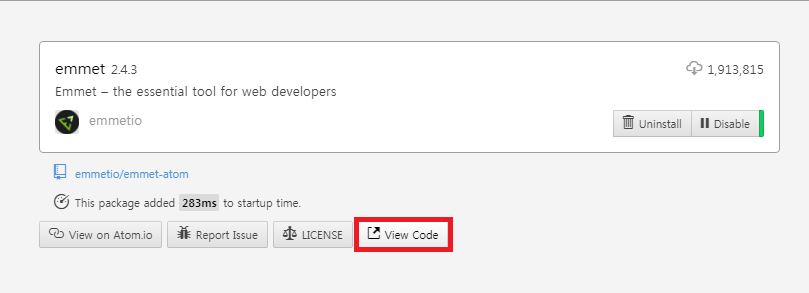 emmet 2.4.3 1,913,815
Emmet – the essential tool for web developers
emmetio Uninstall Disable
emmetio/emmet-atom
This package added 283ms to startup time.
View on Atom.io Report Issue LICENSE View Code